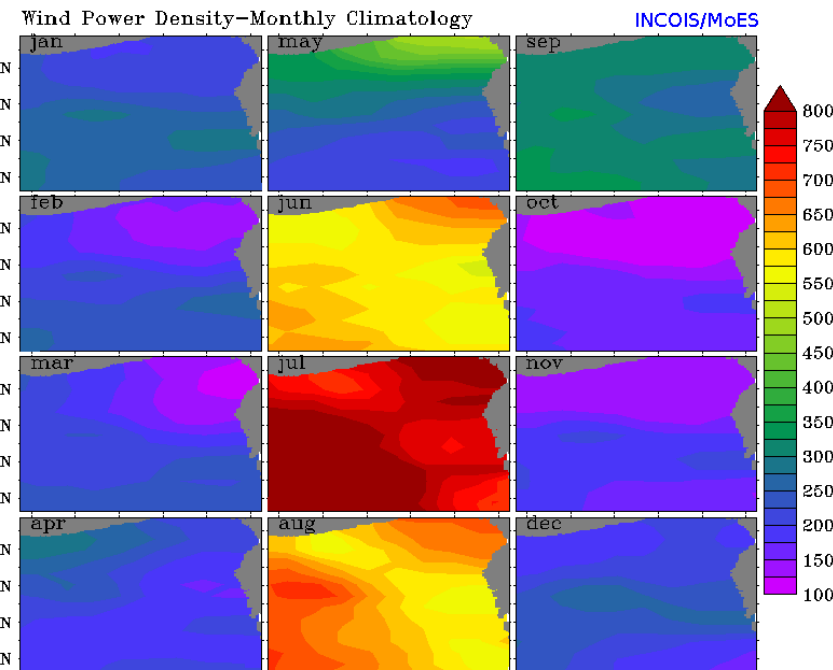 Wind Power Density–Monthly Climatology
INCOIS/MoES
jan
may
sep
N
N
N
N
feb
jun
oct
N
N
N
N
mar
jul
nov
N
N
N
N
apr
aug
dec
N
N
N
N
800
750
700
650
600
550
500
450
400
350
300
250
200
150
100